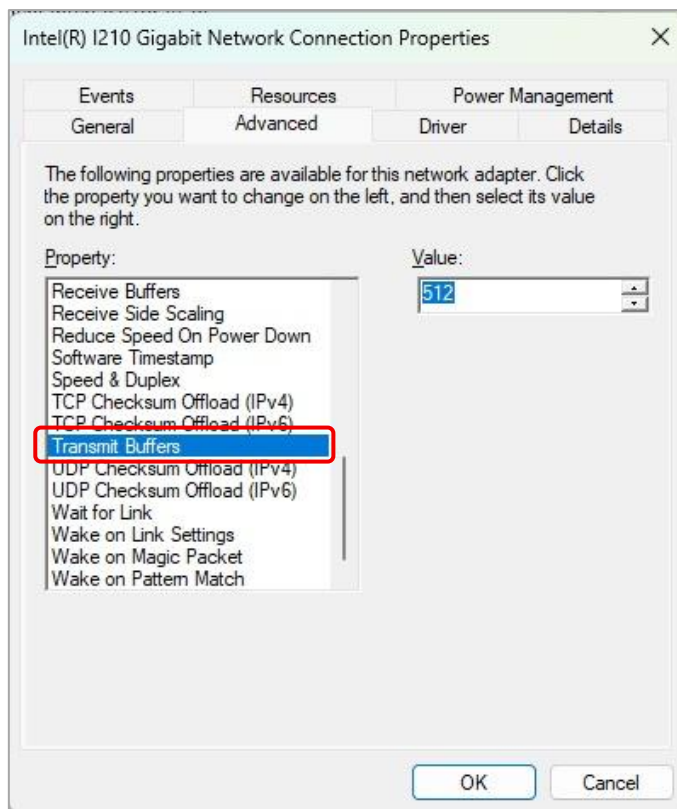 Intel(R) I210 Gigabit Network Connection Properties
Events Resources Power Management
General Advanced Driver Details
The following properties are available for this network adapter. Click
the property you want to change on the left, and then select its value
on the right.
Property: Value:
Receive Buffers 512
Receive Side Scaling
Reduce Speed On Power Down
Software Timestamp
Speed & Duplex
TCP Checksum Offload (IPv4)
TCP Checksum Offload (IPv6)
Transmit Buffers
UDP Checksum Offload (IPv4)
UDP Checksum Offload (IPv6)
Wait for Link
Wake on Link Settings
Wake on Magic Packet
Wake on Pattern Match
OK Cancel